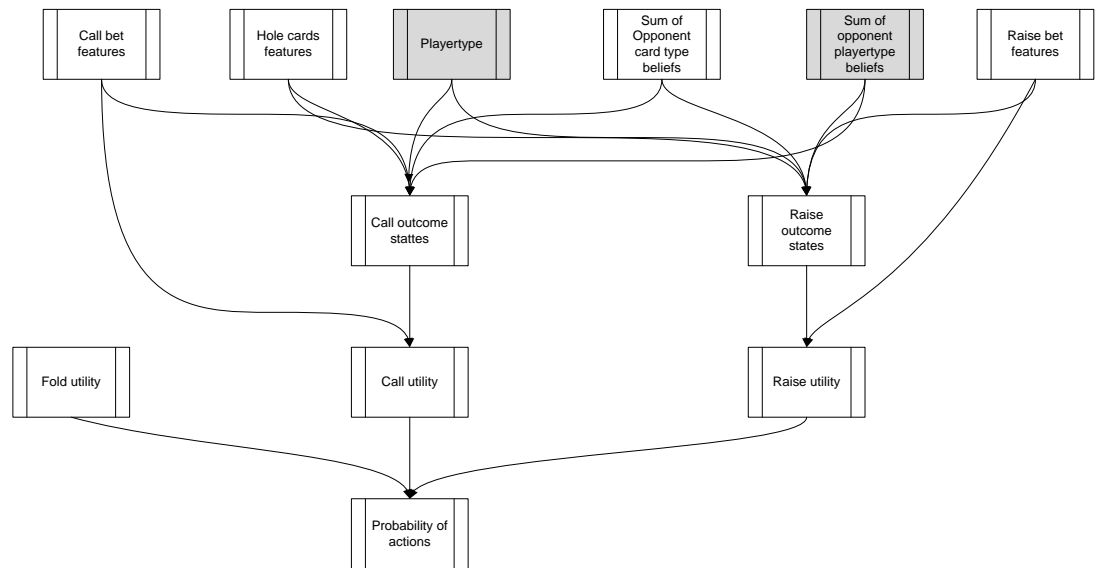 Call bet
features
Hole cards
features
Playertype
Sum of
Opponent
card type
beliefs
Sum of
opponent
playertype
beliefs
Raise bet
features
Call outcome
stattes
Raise
outcome
states
Fold utility
Call utility
Raise utility
Probability of
actions